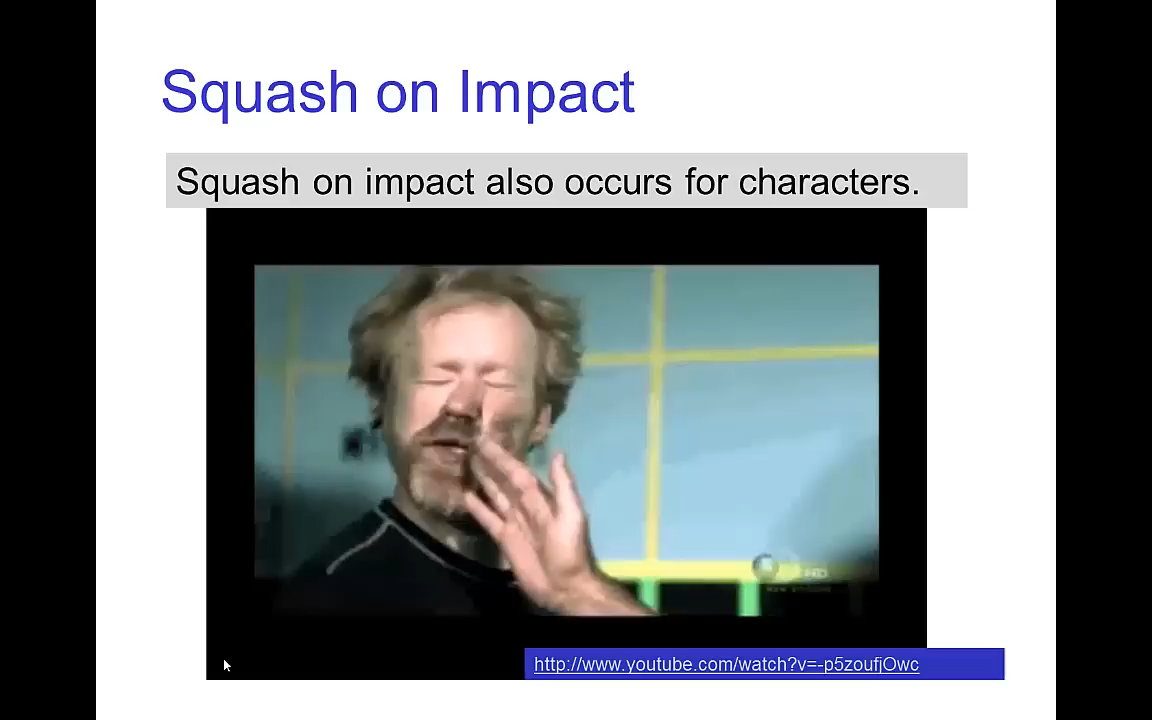 Squash on Impact
Squash on impact also occurs for characters.
http://www.youtube.com/watch?v=-p5zoufjOwc